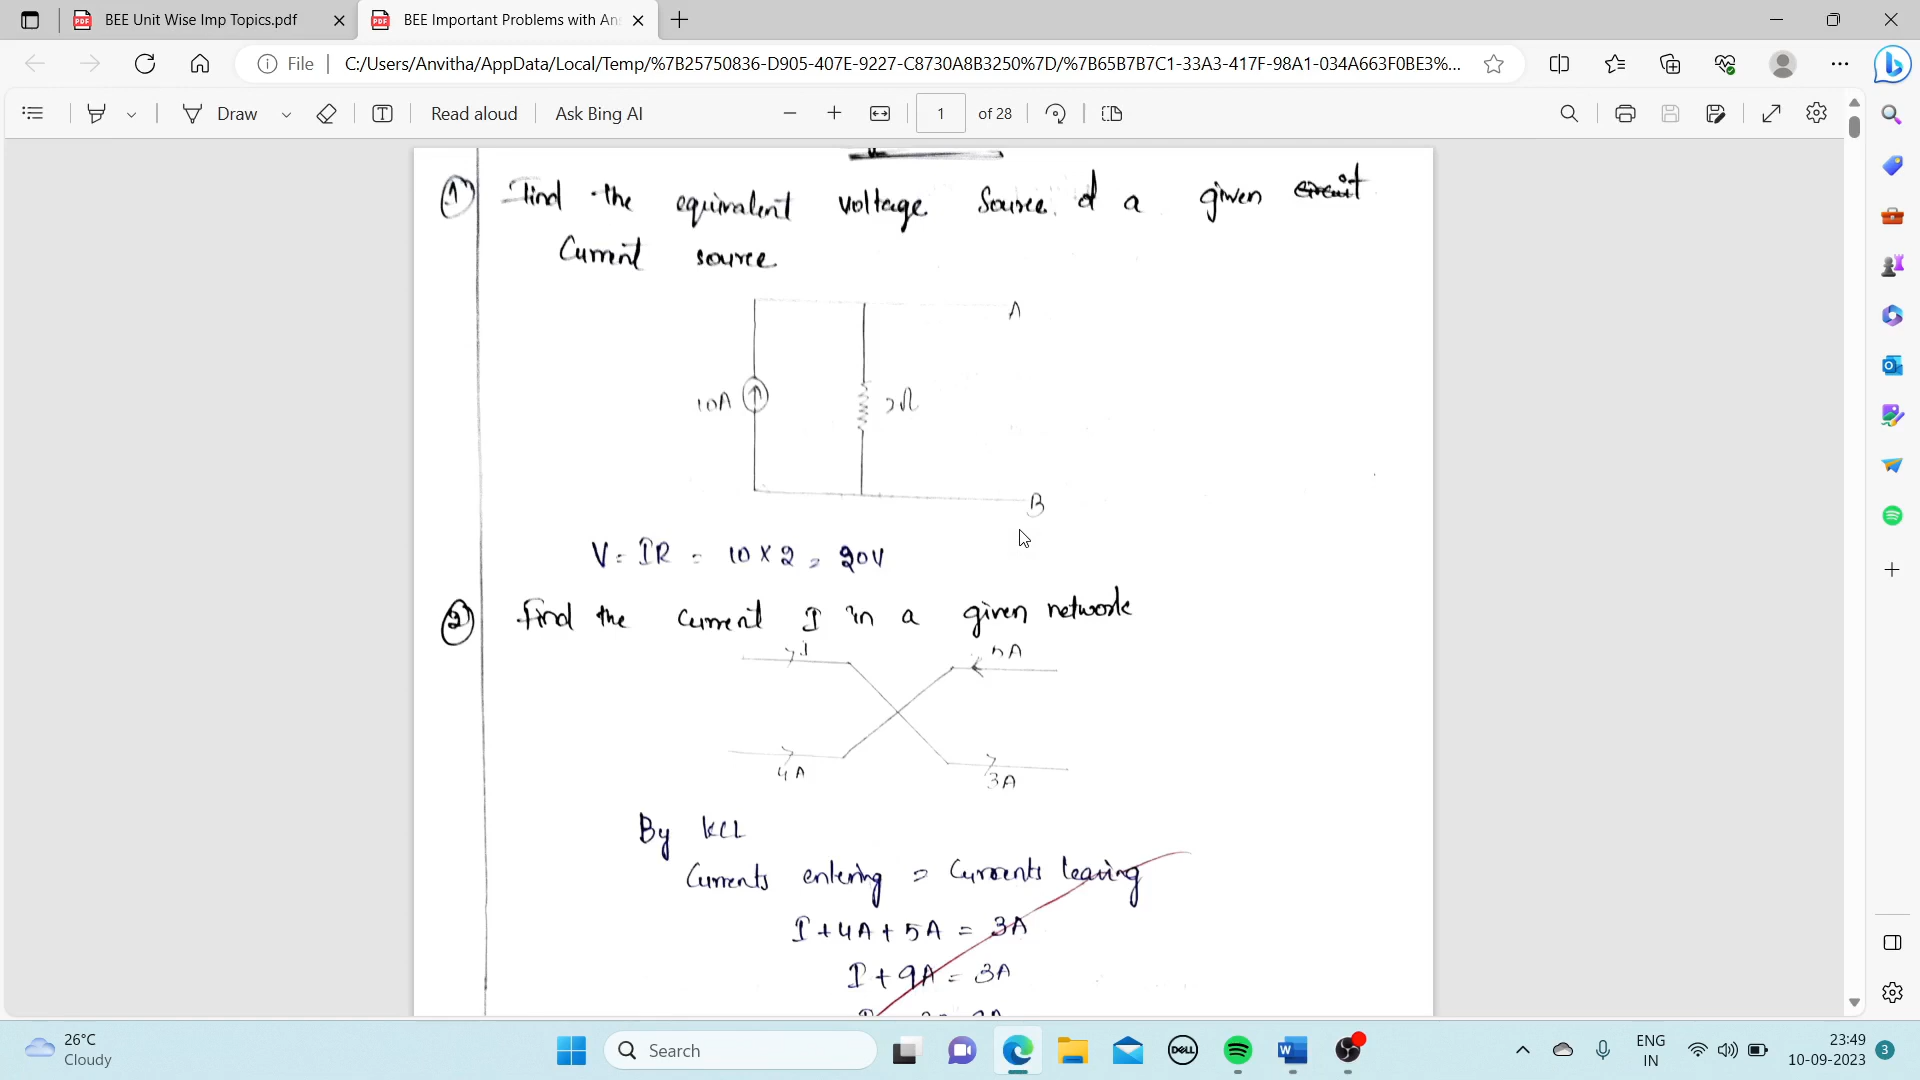 BEE Unit Wise Imp Topics.pdf
BEE Important Problems with An
File
C:/Users/Anvitha/AppData/Local/Temp/%7B25750836-D905-407E-9227-C8730A8B3250%7D/%7B65B7B7C1-33A3-417F-98A1-034A663F0BE3%...
Draw
Read aloud
Ask Bing AI
1
of 28
① Find the equivalent voltage source of a given
Current source
A
10A
2Ω
B
V = IR = 10 X 2 = 20V
② find the current I in a given network
I
5A
4A
3A
By KCL
Currents entering = Currents leaving
I + 4A + 5A = 3A
I + 9A = 3A
26°C
Cloudy
Search
DELL
ENG
IN
23:49
10-09-2023
3